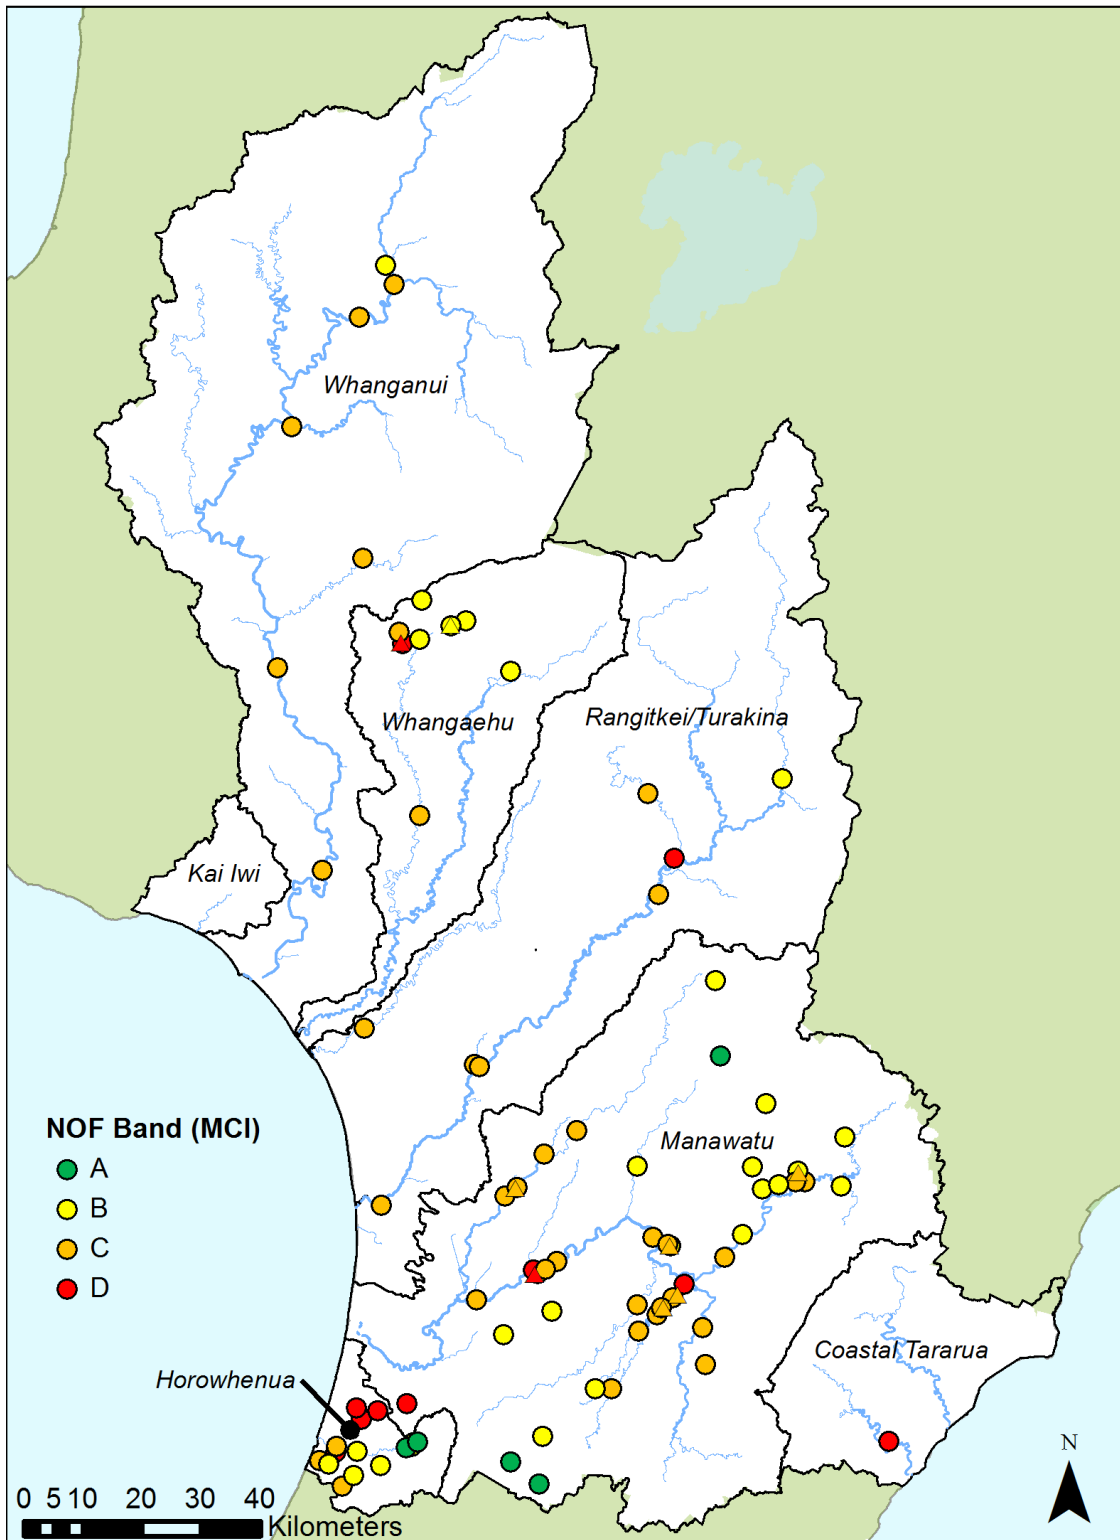 Whanganui
Whangaehu
Rangitkei/Turakina
Kai Iwi
NOF Band (MCI)
A
B
C
D
Manawatu
Coastal Tararua
Horowhenua
N
0 5 10 20 30 40
Kilometers